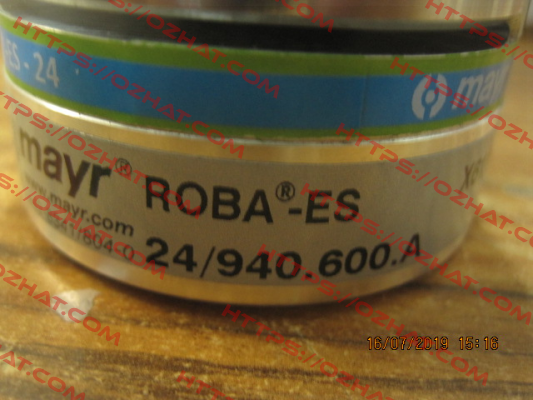 ES-24
mayr
mayr® ROBA®-ES
www.mayr.com
24/940.600.A
16/07/2019 15:16
HTTPS://OZHAT.COM